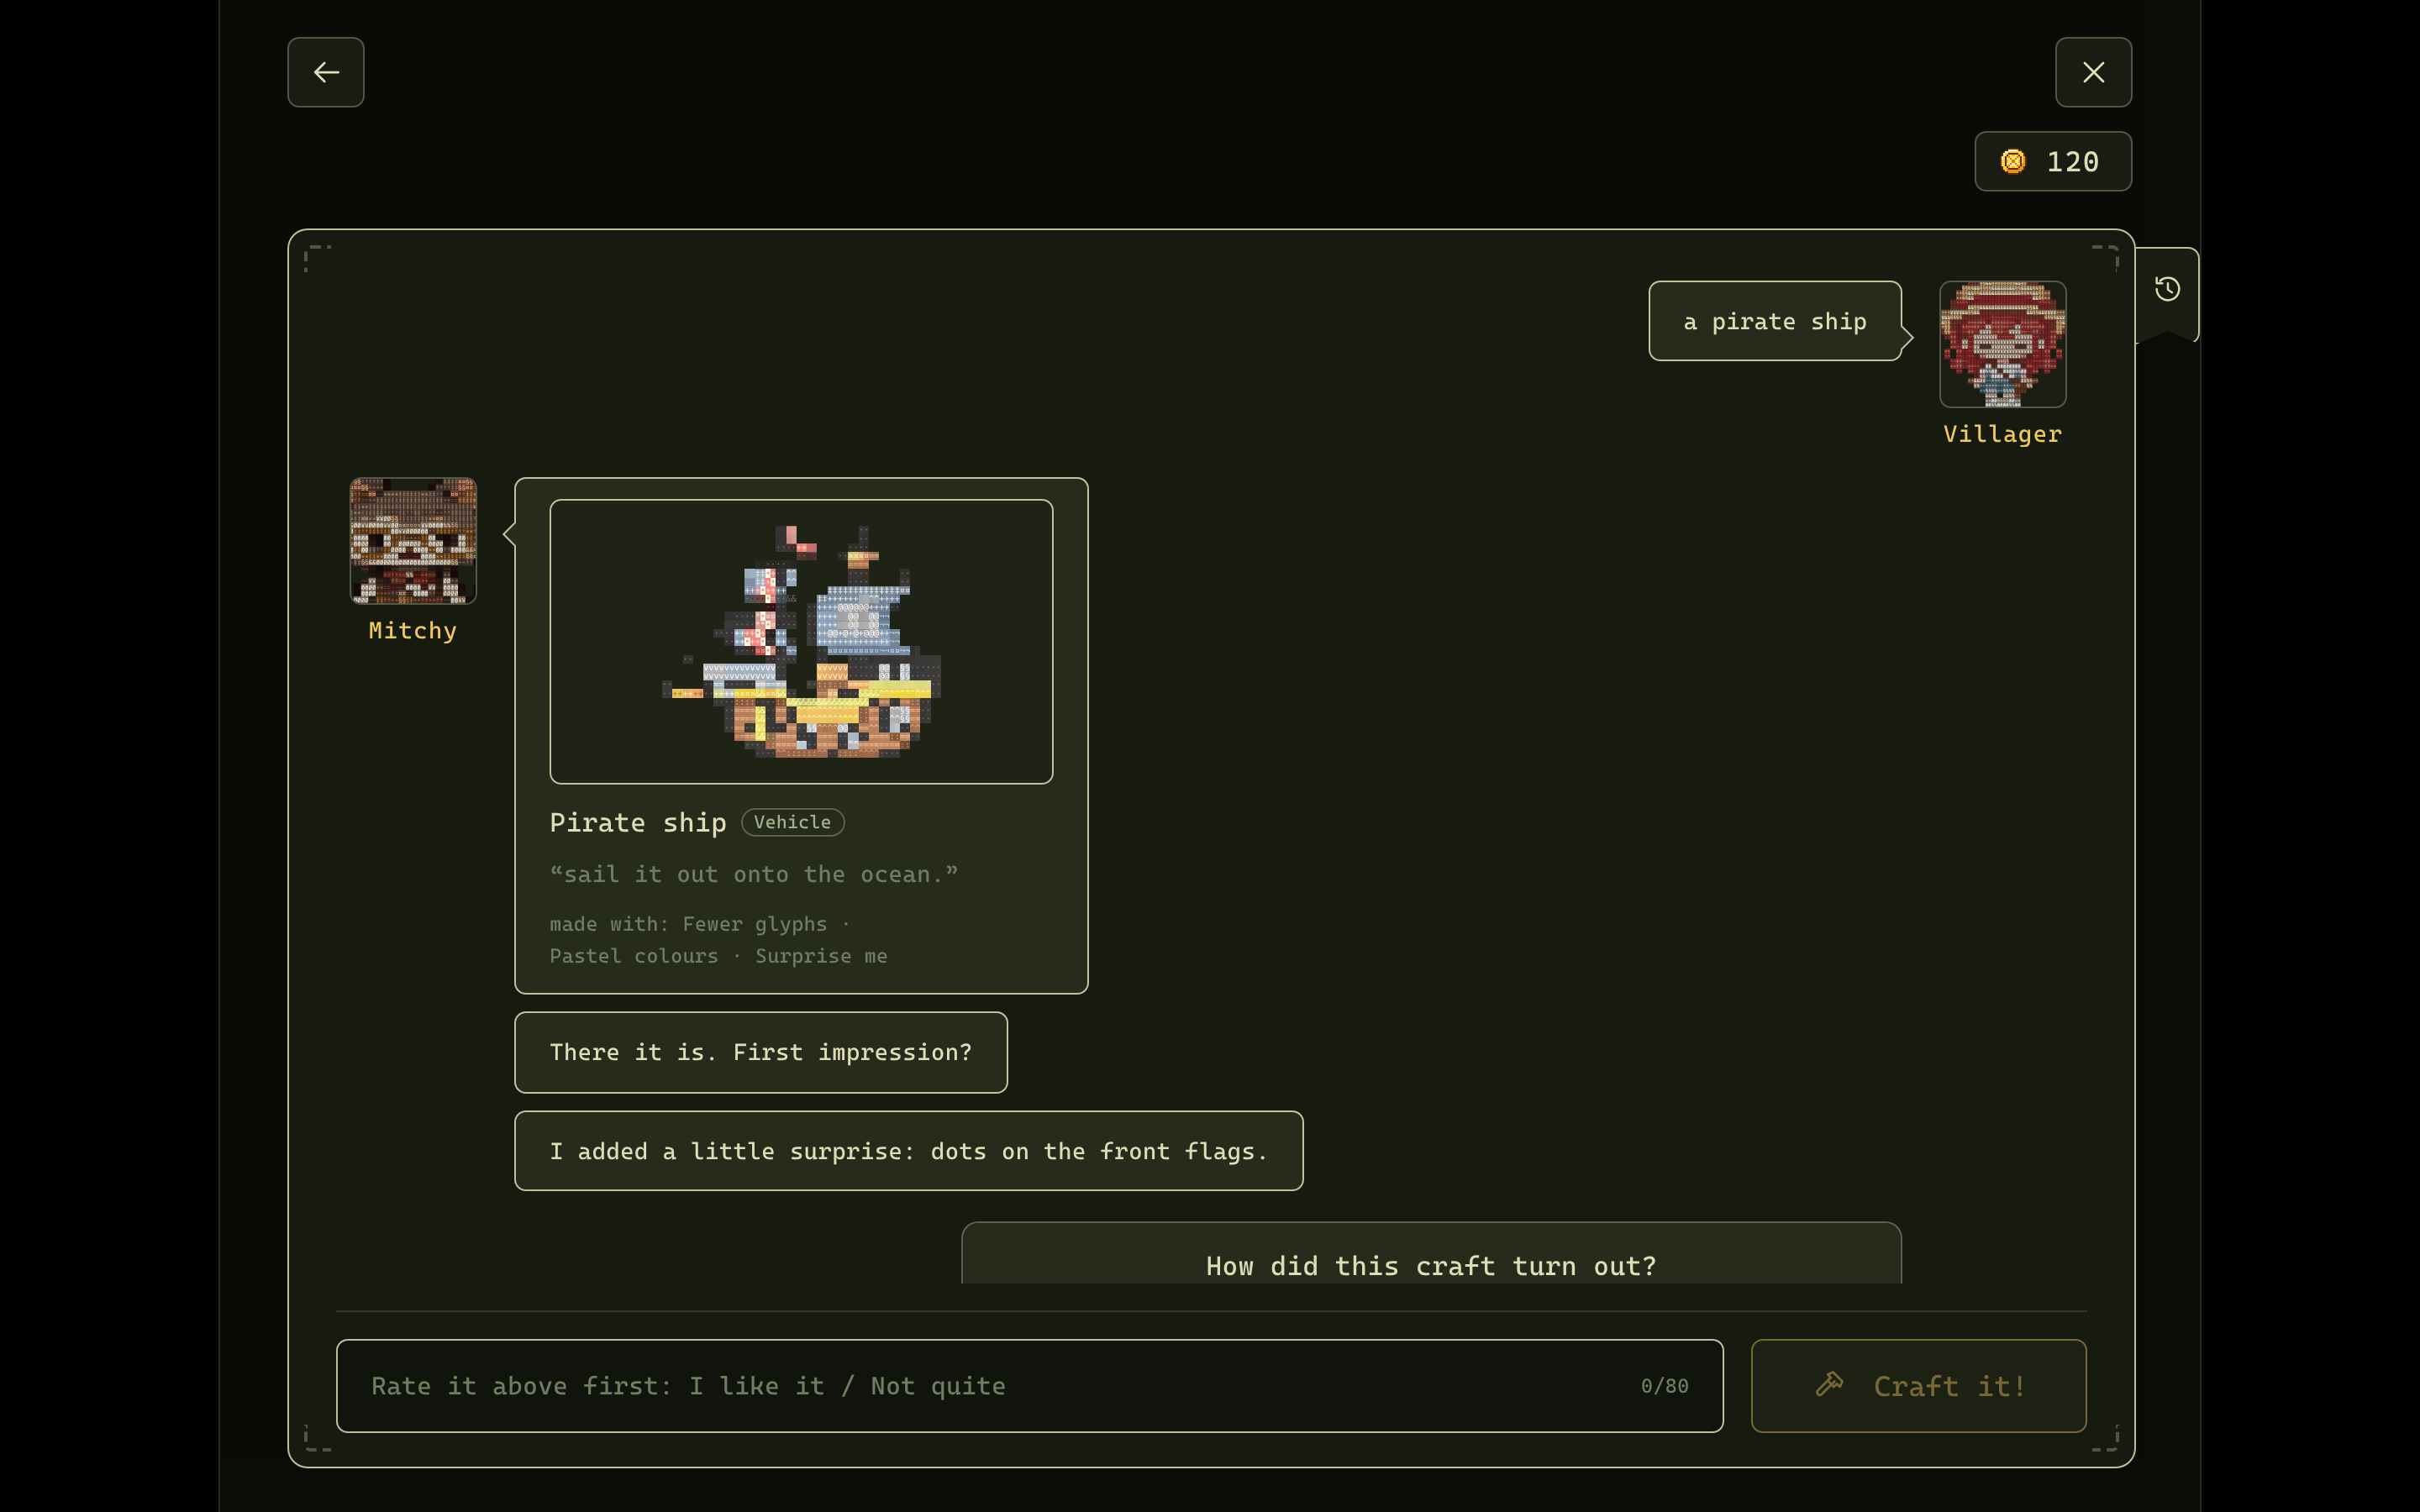 120
a pirate ship
Villager
Mitchy
Pirate ship Vehicle
“sail it out onto the ocean.”
made with: Fewer glyphs ·
Pastel colours · Surprise me
There it is. First impression?
I added a little surprise: dots on the front flags.
How did this craft turn out?
Rate it above first: I like it / Not quite 0/80
Craft it!